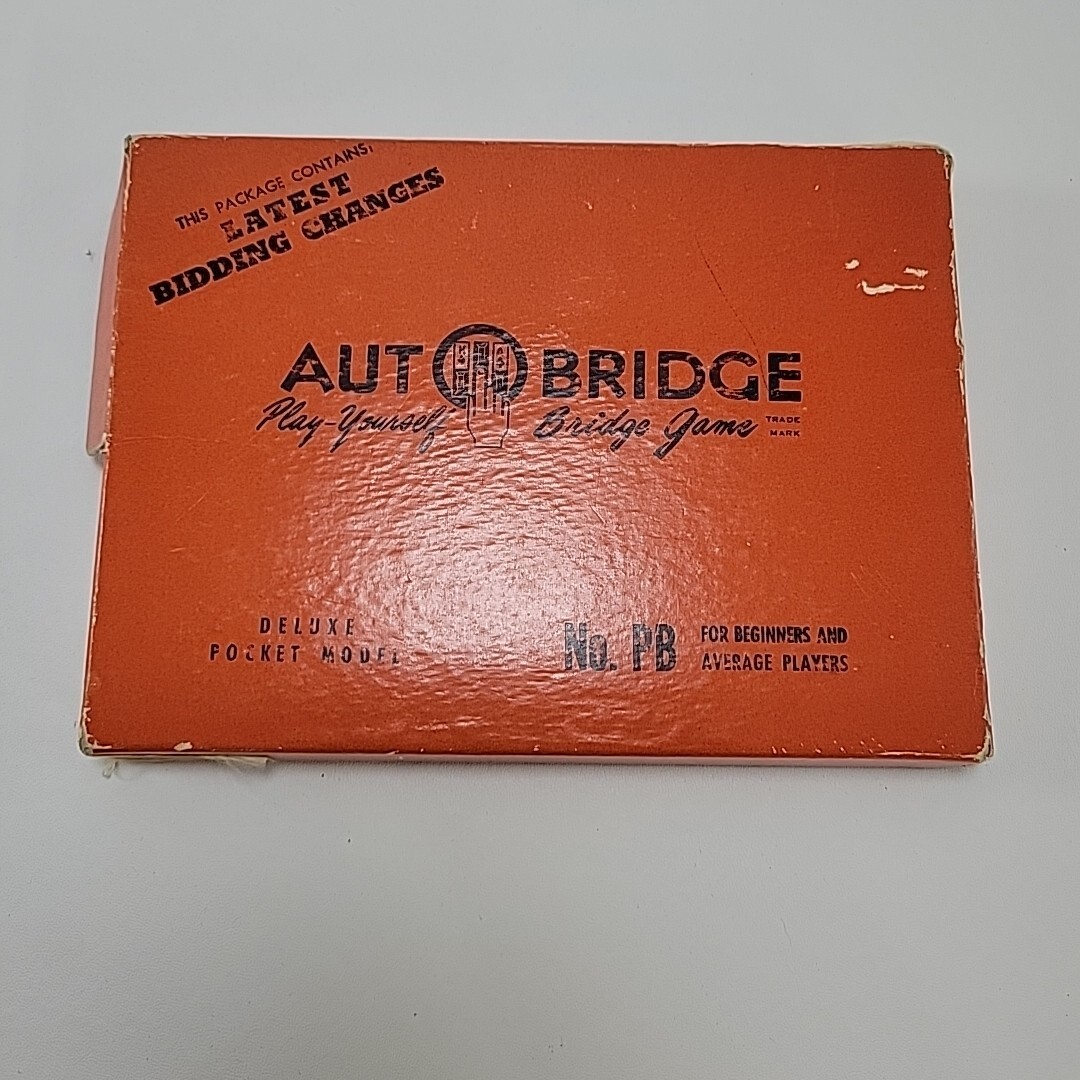 THIS PACKAGE CONTAINS,
LATEST
BIDDING CHANGES
AUTOBRIDGE
Play-Yourself Bridge Game
TRADE
MARK
DELUXE
POCKET MODEL
No. PB
FOR BEGINNERS AND
AVERAGE PLAYERS